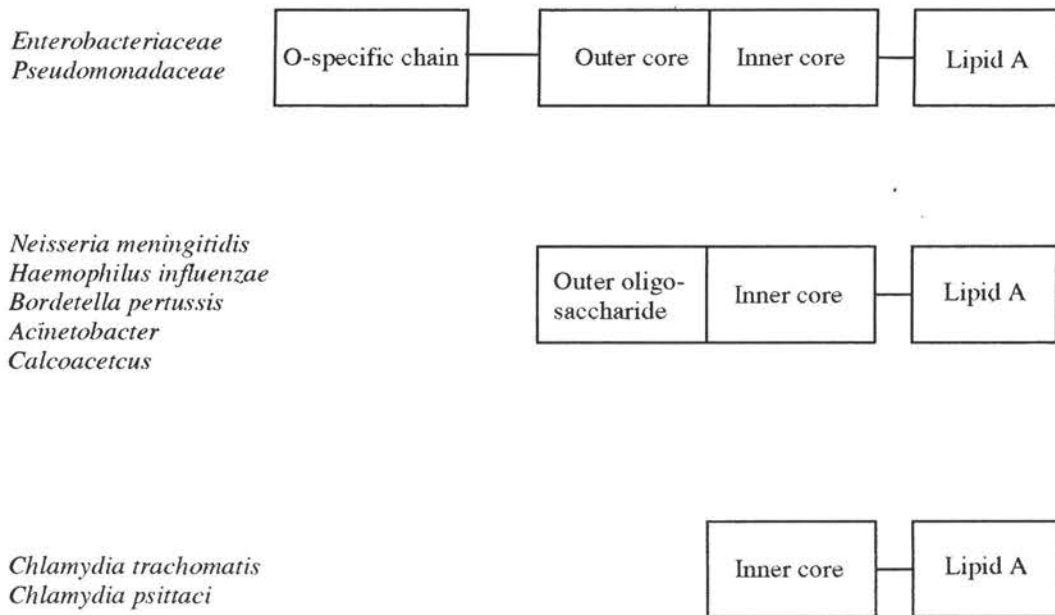 Enterobacteriaceae
Pseudomonadaceae
O-specific chain
Outer core
Inner core
Lipid A
Neisseria meningitidis
Haemophilus influenzae
Bordetella pertussis
Acinetobacter
Calcoacetcus
Outer oligo-
saccharide
Inner core
Lipid A
Chlamydia trachomatis
Chlamydia psittaci
Inner core
Lipid A